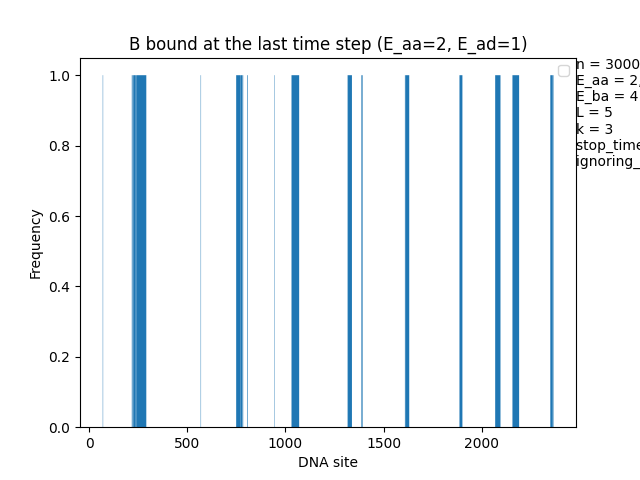 B bound at the last time step (E_aa=2, E_ad=1)
n = 3000
E_aa = 2,
E_ba = 4
L = 5
k = 3
stop_time
ignoring_
1.0
0.8
0.6
0.4
0.2
0.0
Frequency
0
500
1000
1500
2000
DNA site